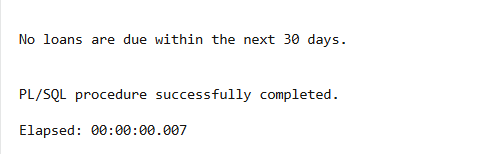 No loans are due within the next 30 days.
PL/SQL procedure successfully completed.
Elapsed: 00:00:00.007